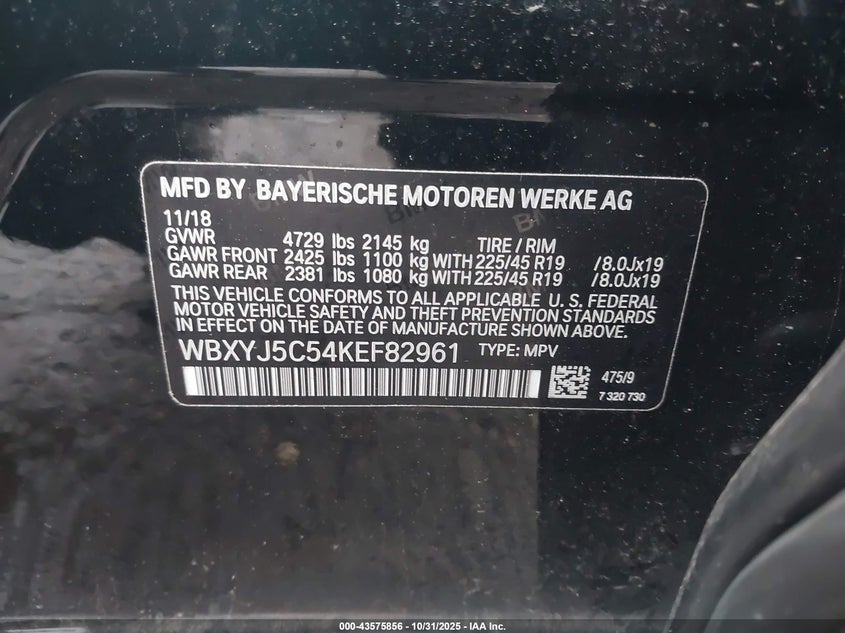 MFD BY BAYERISCHE MOTOREN WERKE AG
11/18
GVWR 4729 lbs 2145 kg TIRE / RIM
GAWR FRONT 2425 lbs 1100 kg WITH 225/45 R19 /8.0Jx19
GAWR REAR 2381 lbs 1080 kg WITH 225/45 R19 /8.0Jx19
THIS VEHICLE CONFORMS TO ALL APPLICABLE U.S. FEDERAL
MOTOR VEHICLE SAFETY AND THEFT PREVENTION STANDARDS
IN EFFECT ON THE DATE OF MANUFACTURE SHOWN ABOVE.
WBXYJ5C54KEF82961 TYPE: MPV
475/9
7 320 730
000-43575856 - 10/31/2025 - IAA Inc.